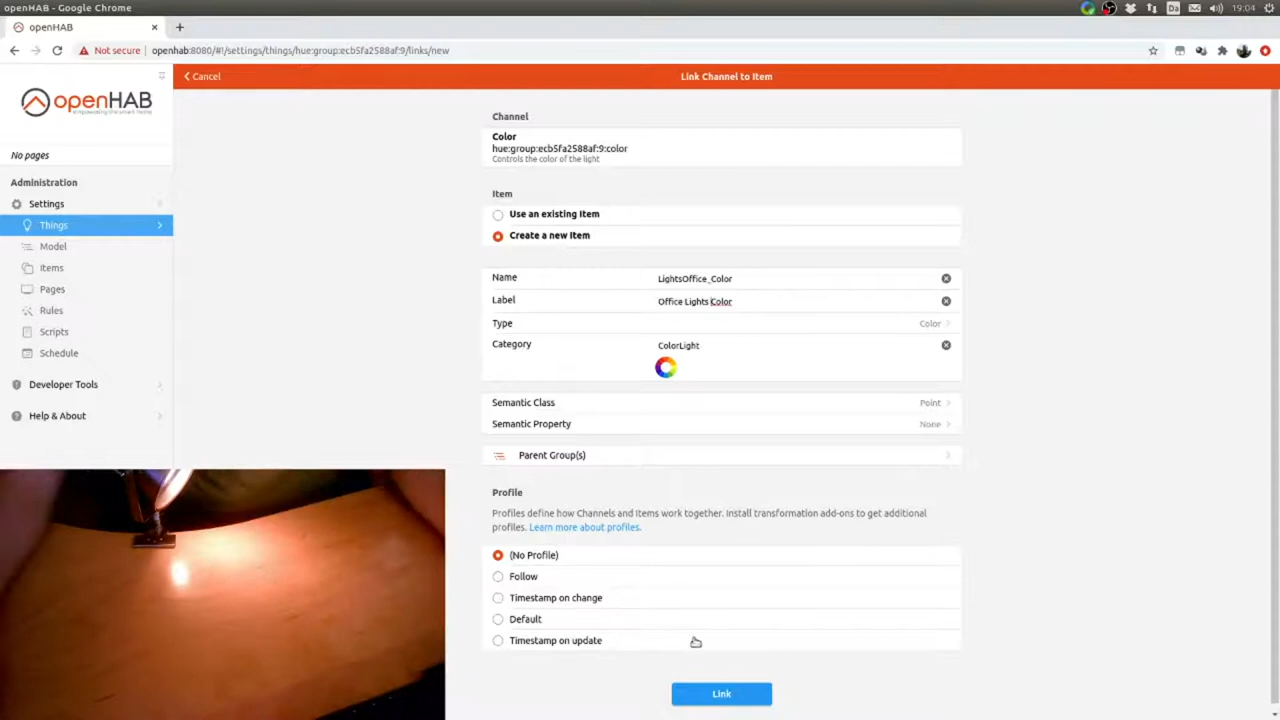 openHAB - Google Chrome
Da
19:04
openHAB
Not secure
openhab:8080/#!/settings/things/hue:group:ecb5fa2588af:9/links/new
Cancel
Link Channel to Item
openHAB
No pages
Administration
Settings
Things
Model
Items
Pages
Rules
Scripts
Schedule
Developer Tools
Help & About
Channel
Color
hue:group:ecb5fa2588af:9:color
Controls the color of the light
Item
Use an existing Item
Create a new Item
Name LightsOffice_Color
Label Office Lights Color
Type Color
Category ColorLight
Semantic Class Point
Semantic Property None
Parent Group(s)
Profile
Profiles define how Channels and Items work together. Install transformation add-ons to get additional
profiles. Learn more about profiles.
(No Profile)
Follow
Timestamp on change
Default
Timestamp on update
Link